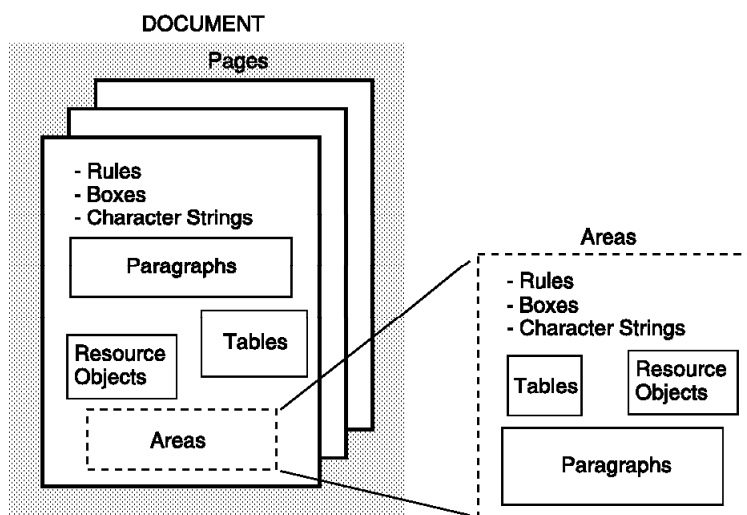 DOCUMENT
Pages
- Rules
- Boxes
- Character Strings
Paragraphs
Tables
Resource
Objects
Areas
Areas
- Rules
- Boxes
- Character Strings
Tables
Resource
Objects
Paragraphs